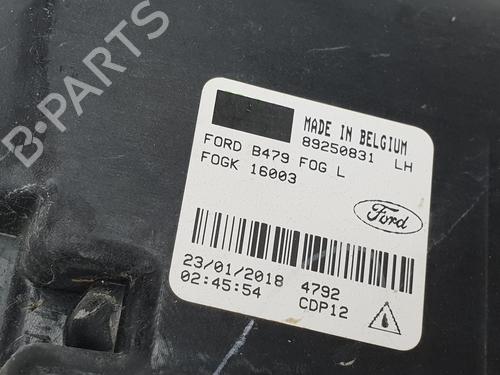 B-PARTS
MADE IN BELGIUM
89250831 LH
FORD B479 FOG L
FOGK 16003
Ford
23/01/2018 4792
02:45:54 CDP12